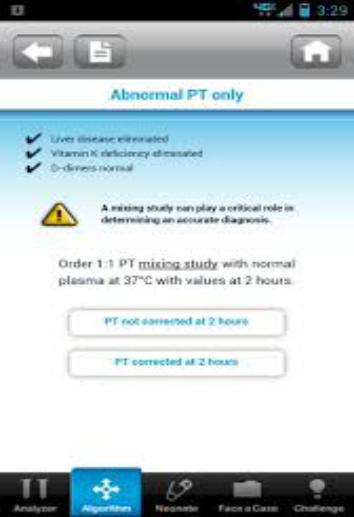 3:29
Abnormal PT only
Liver disease eliminated
Vitamin K deficiency eliminated
D-dimers normal
A mixing study can play a critical role in
determining an accurate diagnosis.
Order 1:1 PT mixing study with normal
plasma at 37°C with values at 2 hours.
PT not corrected at 2 hours
PT corrected at 2 hours
Analyzer Algorithm Neonate Face a Case Challenge